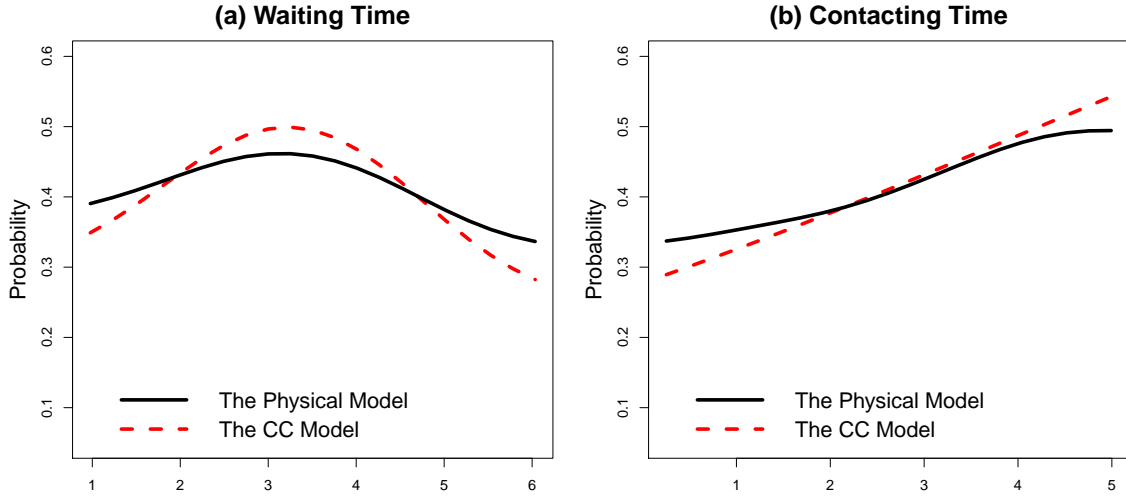 (a) Waiting Time
Probability
0.6
0.5
0.4
0.3
0.2
0.1
The Physical Model
The CC Model
1 2 3 4 5 6
(b) Contacting Time
Probability
0.6
0.5
0.4
0.3
0.2
0.1
The Physical Model
The CC Model
1 2 3 4 5